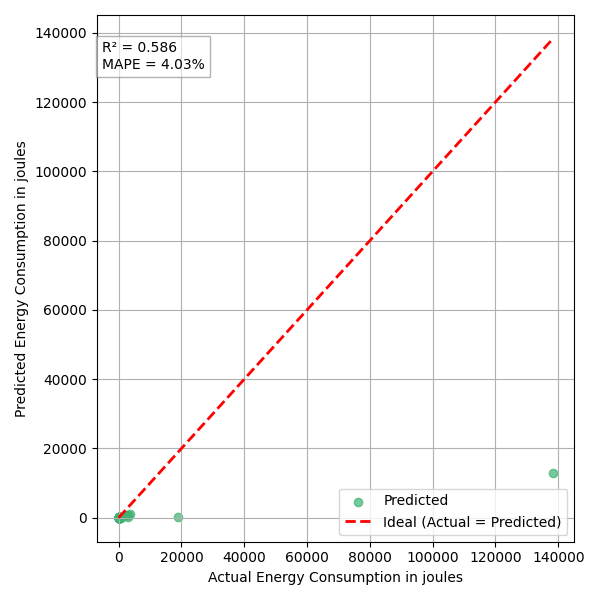 R² = 0.586
MAPE = 4.03%
140000
120000
100000
80000
60000
40000
20000
0
Predicted Energy Consumption in joules
Predicted
Ideal (Actual = Predicted)
0 20000 40000 60000 80000 100000 120000 140000
Actual Energy Consumption in joules